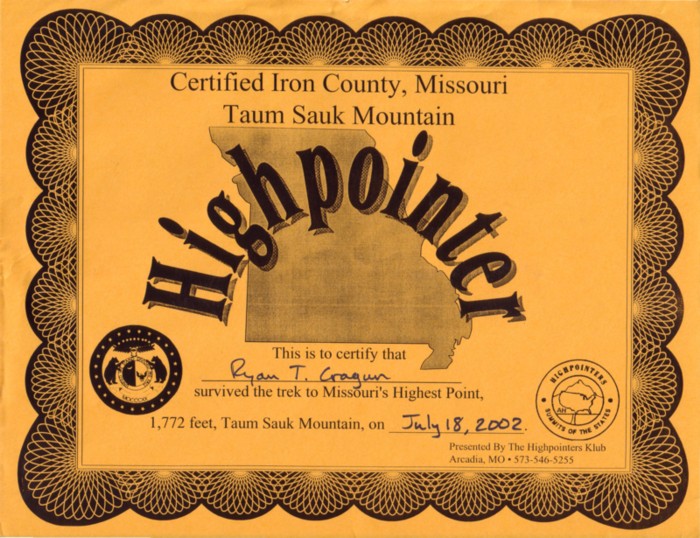 Certified Iron County, Missouri
Taum Sauk Mountain
Highpointer
This is to certify that
Ryan T. Cragun
survived the trek to Missouri's Highest Point,
1,772 feet, Taum Sauk Mountain, on July 18, 2002.
HIGHPOINTERS
AH
SUMMITS OF THE STATES
Presented By The Highpointers Klub
Arcadia, MO • 573-546-5255